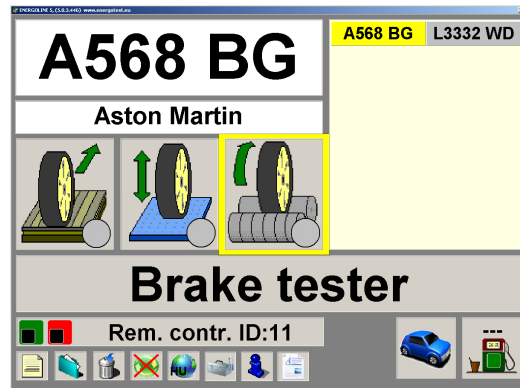 ENERGOLINE S, (5.0.3.446) www.energotest.eu
A568 BG
A568 BG L3332 WD
Aston Martin
Brake tester
Rem. contr. ID:11
HU